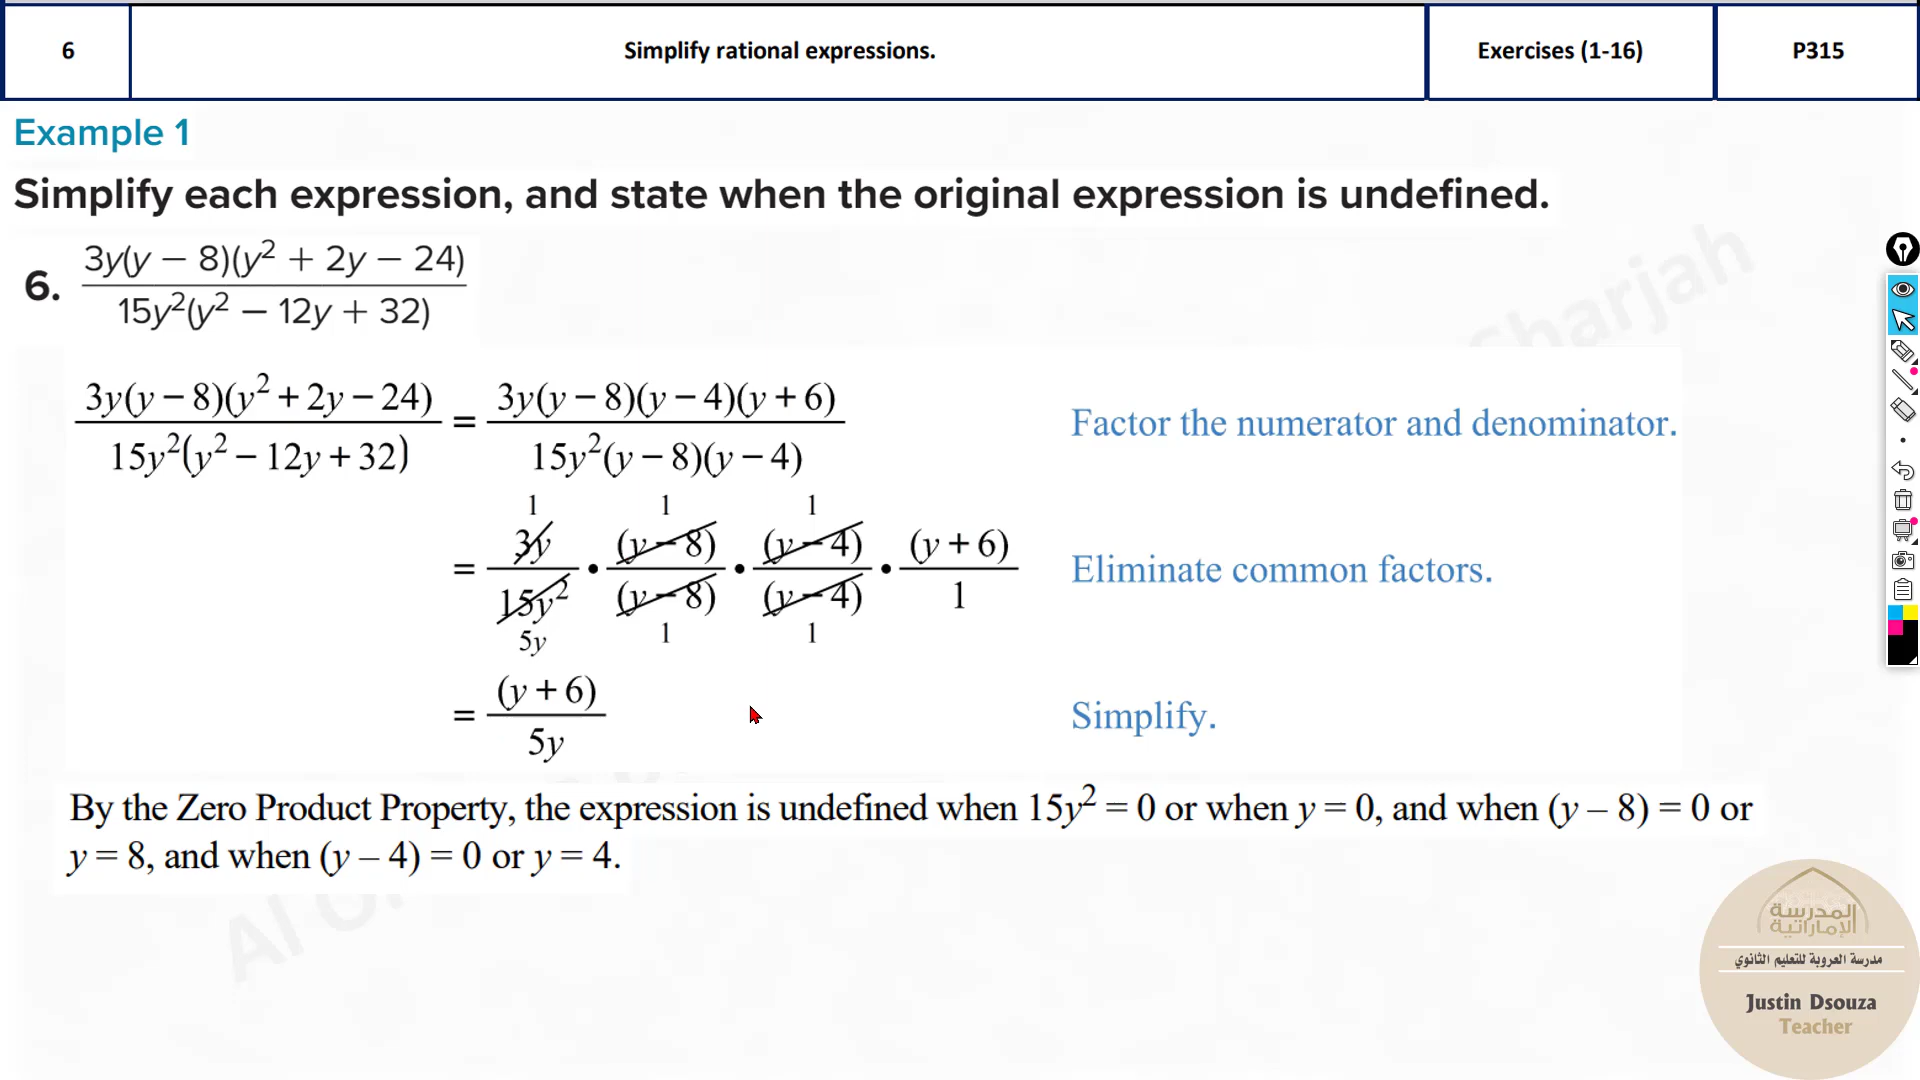 6 Simplify rational expressions. Exercises (1-16) P315
Example 1
Simplify each expression, and state when the original expression is undefined.
6. 3y(y − 8)(y² + 2y − 24)
15y²(y² − 12y + 32)
3y(y − 8)(y² + 2y − 24) = 3y(y − 8)(y − 4)(y + 6) Factor the numerator and denominator.
15y²(y² − 12y + 32) 15y²(y − 8)(y − 4)
1 1 1
= 3y • (y − 8) • (y − 4) • (y + 6) Eliminate common factors.
15y² (y − 8) (y − 4) 1
5y 1 1
= (y + 6) Simplify.
5y
By the Zero Product Property, the expression is undefined when 15y² = 0 or when y = 0, and when (y – 8) = 0 or
y = 8, and when (y – 4) = 0 or y = 4.
Sharjah
Al
المدرسة
الإماراتية
مدرسة العروبة للتعليم الثانوي
Justin Dsouza
Teacher